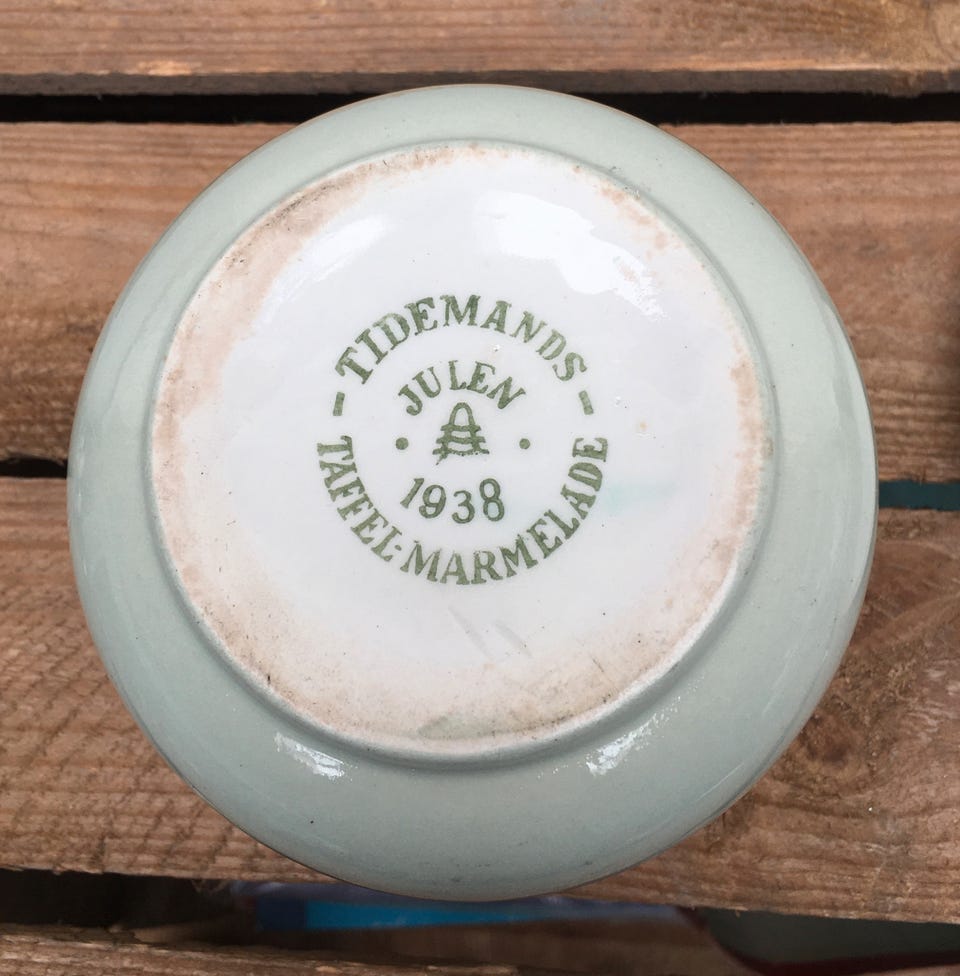 TIDEMANDS
JULEN
1938
TAFFEL-MARMELADE